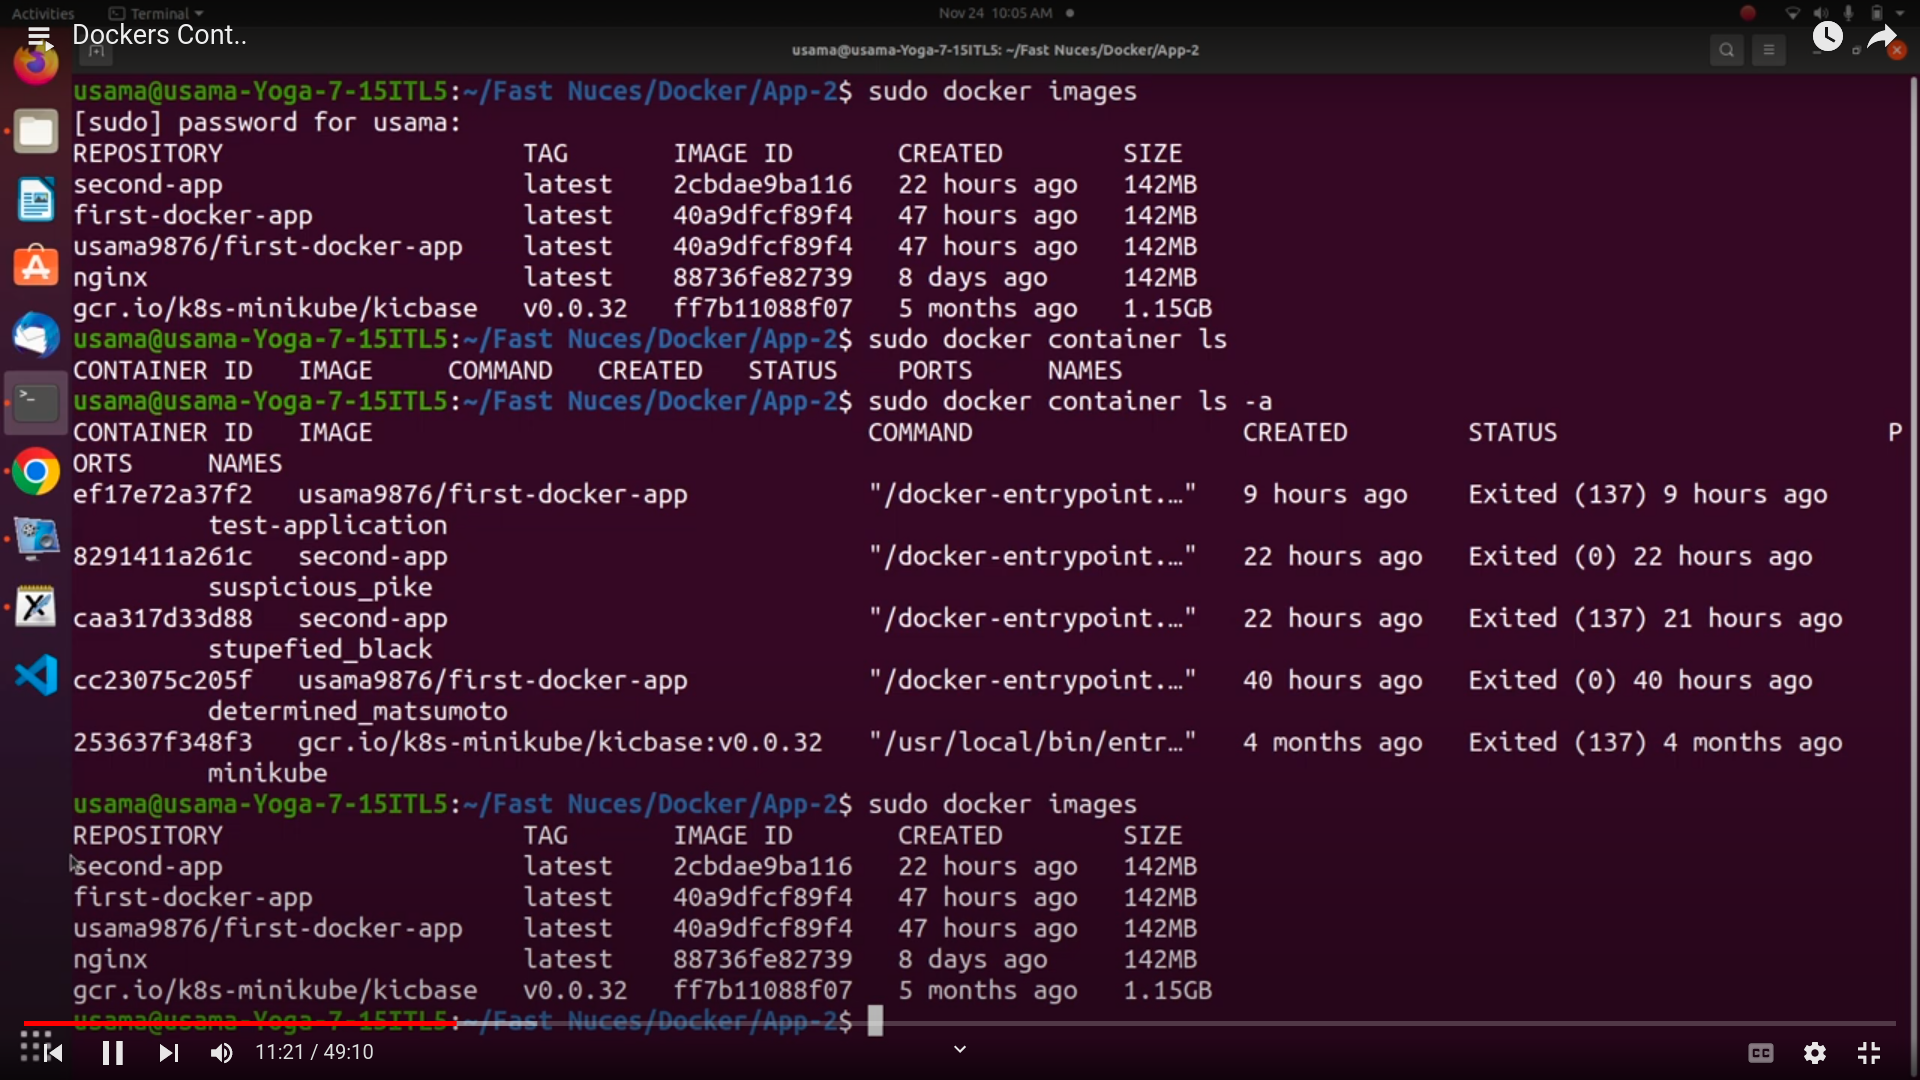 Activities
Terminal
Nov 24 10:05 AM
Dockers Cont..
usama@usama-Yoga-7-15ITL5: ~/Fast Nuces/Docker/App-2
usama@usama-Yoga-7-15ITL5:~/Fast Nuces/Docker/App-2$ sudo docker images
[sudo] password for usama:
REPOSITORY TAG IMAGE ID CREATED SIZE
second-app latest 2cbdae9ba116 22 hours ago 142MB
first-docker-app latest 40a9dfcf89f4 47 hours ago 142MB
usama9876/first-docker-app latest 40a9dfcf89f4 47 hours ago 142MB
nginx latest 88736fe82739 8 days ago 142MB
gcr.io/k8s-minikube/kicbase v0.0.32 ff7b11088f07 5 months ago 1.15GB
usama@usama-Yoga-7-15ITL5:~/Fast Nuces/Docker/App-2$ sudo docker container ls
CONTAINER ID IMAGE COMMAND CREATED STATUS PORTS NAMES
usama@usama-Yoga-7-15ITL5:~/Fast Nuces/Docker/App-2$ sudo docker container ls -a
CONTAINER ID IMAGE COMMAND CREATED STATUS P
ORTS NAMES
ef17e72a37f2 usama9876/first-docker-app "/docker-entrypoint.…" 9 hours ago Exited (137) 9 hours ago
test-application
8291411a261c second-app "/docker-entrypoint.…" 22 hours ago Exited (0) 22 hours ago
suspicious_pike
caa317d33d88 second-app "/docker-entrypoint.…" 22 hours ago Exited (137) 21 hours ago
stupefied_black
cc23075c205f usama9876/first-docker-app "/docker-entrypoint.…" 40 hours ago Exited (0) 40 hours ago
determined_matsumoto
253637f348f3 gcr.io/k8s-minikube/kicbase:v0.0.32 "/usr/local/bin/entr…" 4 months ago Exited (137) 4 months ago
minikube
usama@usama-Yoga-7-15ITL5:~/Fast Nuces/Docker/App-2$ sudo docker images
REPOSITORY TAG IMAGE ID CREATED SIZE
second-app latest 2cbdae9ba116 22 hours ago 142MB
first-docker-app latest 40a9dfcf89f4 47 hours ago 142MB
usama9876/first-docker-app latest 40a9dfcf89f4 47 hours ago 142MB
nginx latest 88736fe82739 8 days ago 142MB
gcr.io/k8s-minikube/kicbase v0.0.32 ff7b11088f07 5 months ago 1.15GB
usama@usama-Yoga-7-15ITL5:~/Fast Nuces/Docker/App-2$
11:21 / 49:10
CC